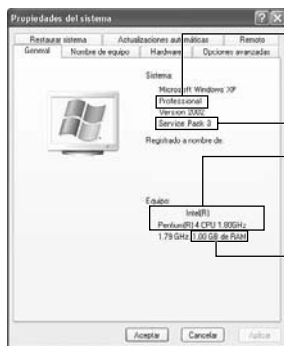 Propiedades del sistema
Restaurar sistema Actualizaciones automáticas Remoto
General Nombre de equipo Hardware Opciones avanzadas
Sistema:
Microsoft Windows XP
Professional
Versión 2002
Service Pack 3
Registrado a nombre de:
Equipo:
Intel(R)
Pentium(R) 4 CPU 1.80GHz
1.79 GHz, 1,00 GB de RAM
Aceptar Cancelar Aplicar